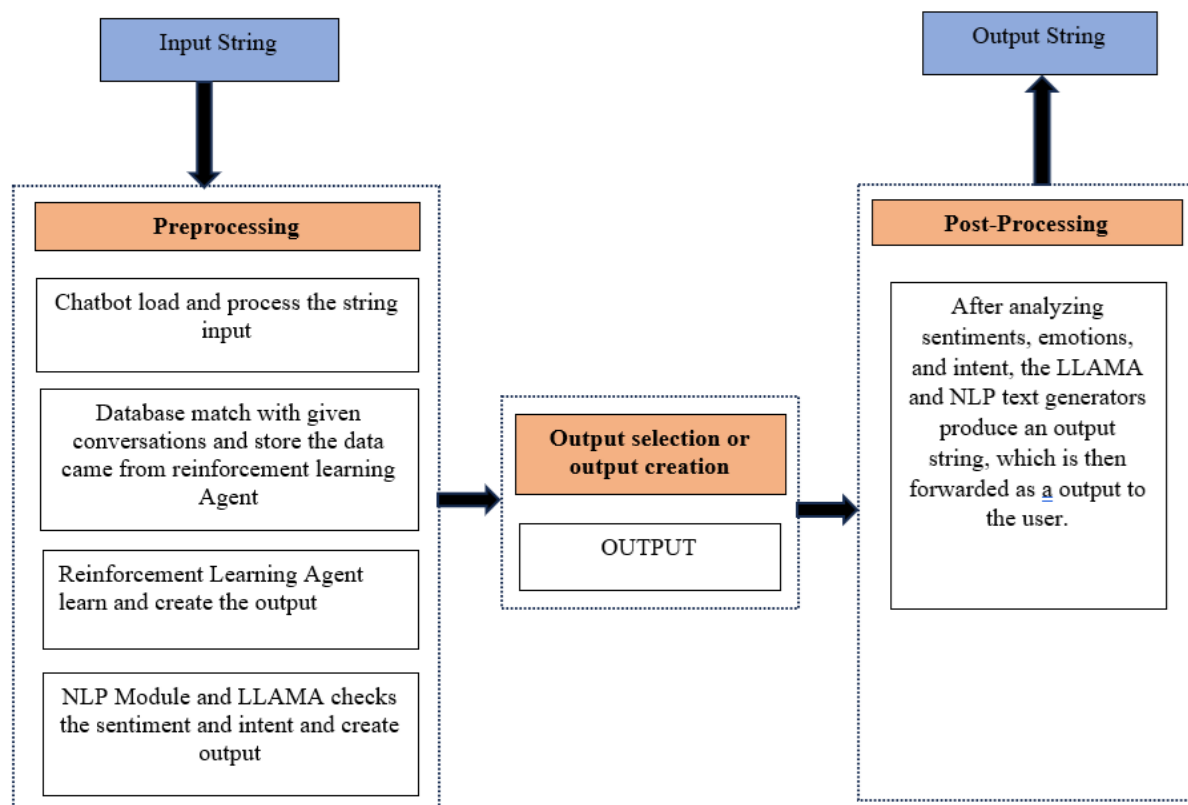 Input String
Output String
Preprocessing
Chatbot load and process the string
input
Database match with given
conversations and store the data
came from reinforcement learning
Agent
Reinforcement Learning Agent
learn and create the output
NLP Module and LLAMA checks
the sentiment and intent and create
output
Output selection or
output creation
OUTPUT
Post-Processing
After analyzing
sentiments, emotions,
and intent, the LLAMA
and NLP text generators
produce an output
string, which is then
forwarded as a output to
the user.